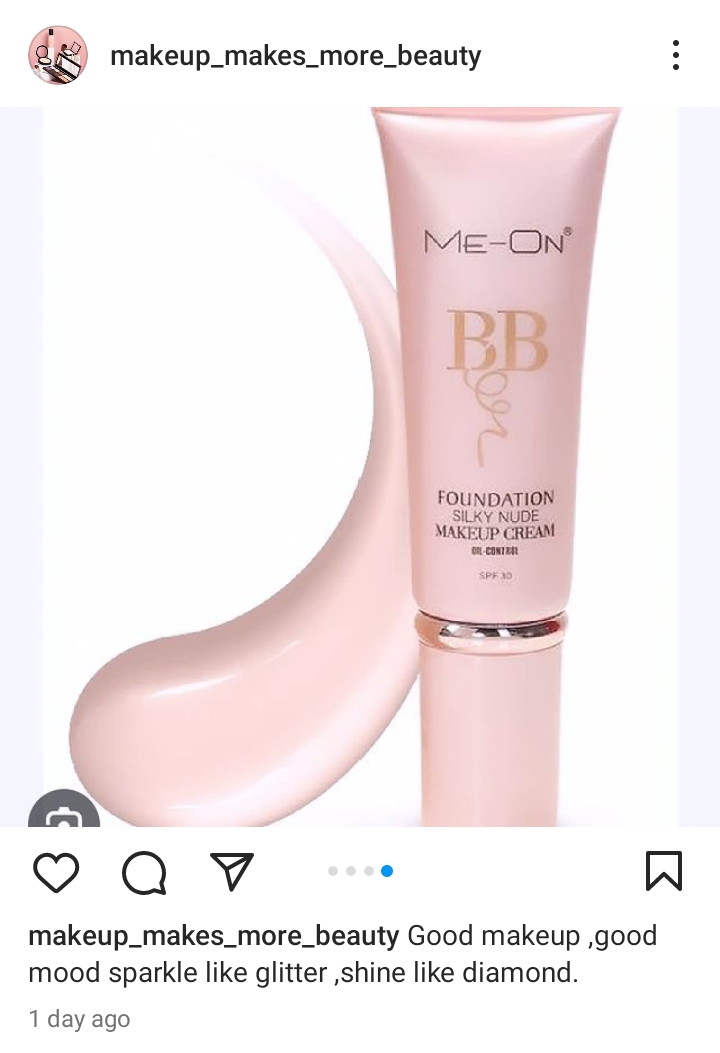 makeup_makes_more_beauty
ME-ON®
BB
FOUNDATION
SILKY NUDE
MAKEUP CREAM
OIL-CONTROL
SPF 30
makeup_makes_more_beauty Good makeup ,good
mood sparkle like glitter ,shine like diamond.
1 day ago